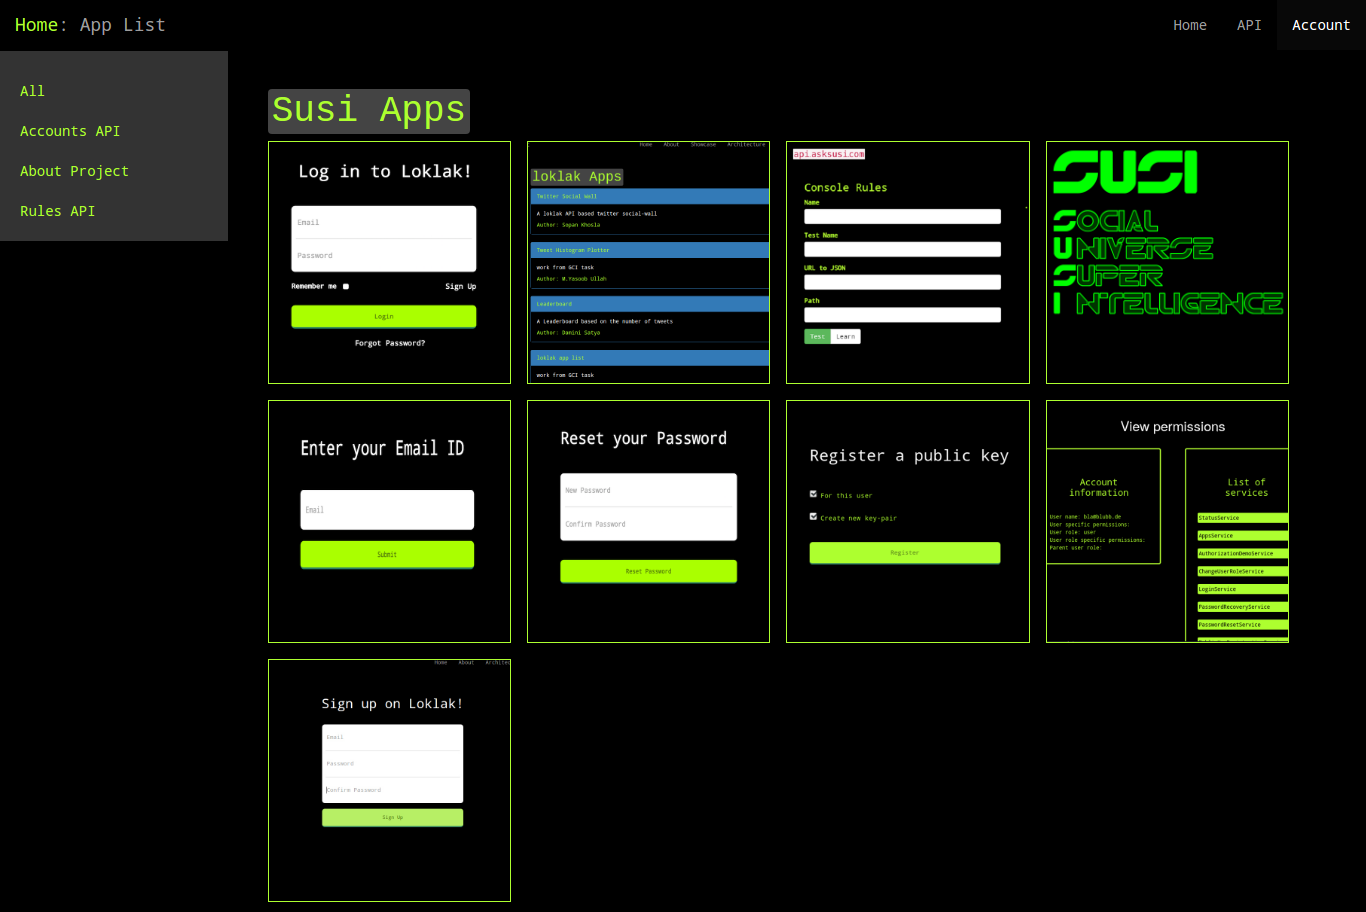 Home: App List
Home API Account
All
Accounts API
About Project
Rules API
Susi Apps
Log in to Loklak!
Email
Password
Remember me
Sign Up
Login
Forgot Password?
Home About Showcase Architecture
loklak Apps
Twitter Social Wall
A loklak API based twitter social-wall
Author: Sapan Khosla
Tweet Histogram Plotter
work from GCI task
Author: M.Yasoob Ullah
Leaderboard
A Leaderboard based on the number of tweets
Author: Damini Satya
loklak app list
work from GCI task
api.asksusi.com
Console Rules
Name
Test Name
URL to JSON
Path
Test Learn
SUSI
SOCIAL
UNIVERSE
SUPER
INTELLIGENCE
Enter your Email ID
Email
Submit
Reset your Password
New Password
Confirm Password
Reset Password
Register a public key
For this user
Create new key-pair
Register
View permissions
Account
information
User name: bla@blubb.de
User specific permissions:
User role: user
User role specific permissions:
Parent user role:
List of
services
StatusService
AppsService
AuthorizationDemoService
ChangeUserRoleService
LoginService
PasswordRecoveryService
PasswordResetService
Home About Architec
Sign up on Loklak!
Email
Password
Confirm Password
Sign Up